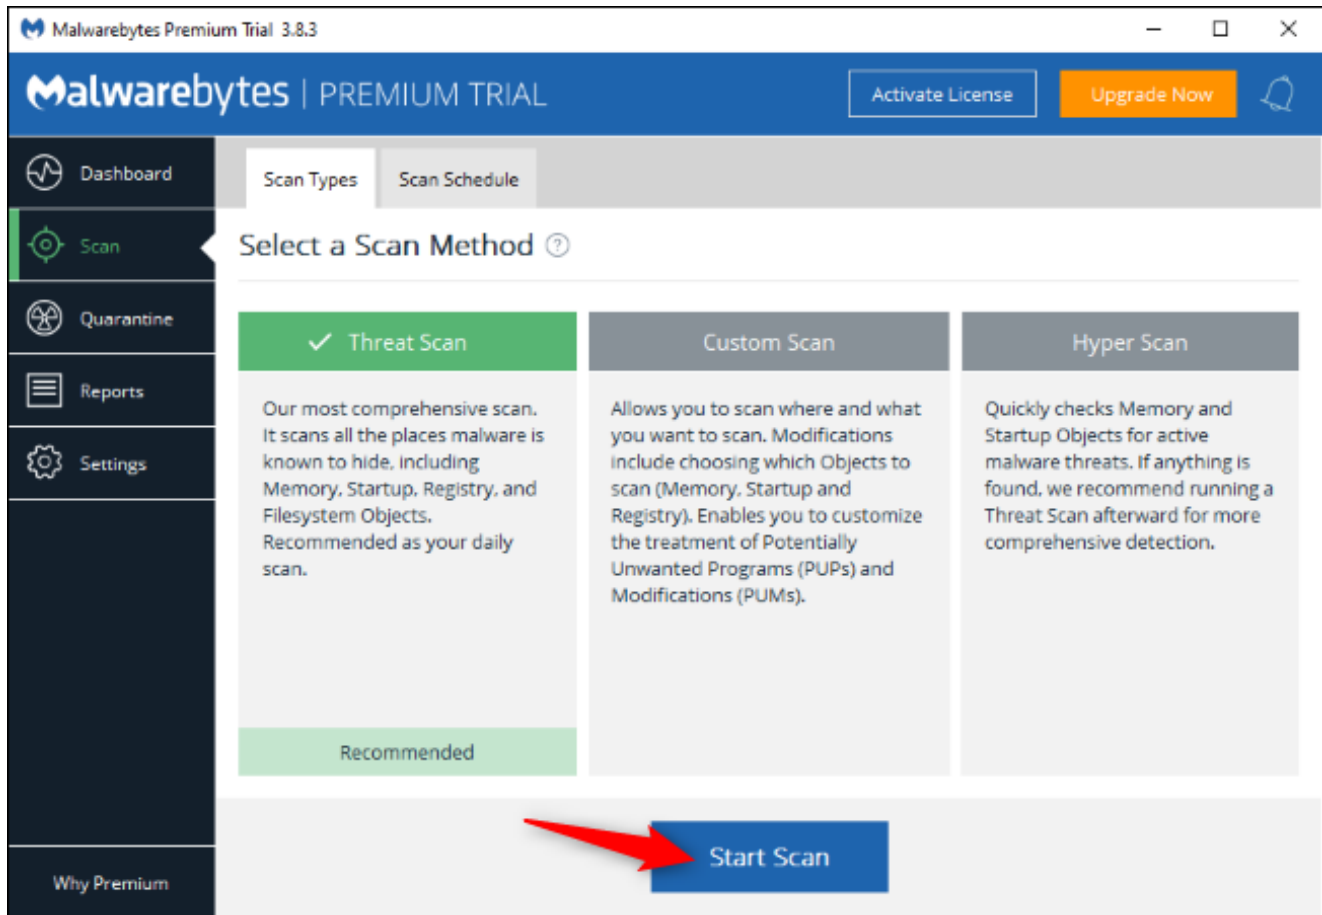 Malwarebytes Premium Trial 3.8.3
Malwarebytes | PREMIUM TRIAL
Activate License
Upgrade Now
Dashboard
Scan
Quarantine
Reports
Settings
Why Premium
Scan Types
Scan Schedule
Select a Scan Method ?
Threat Scan
Our most comprehensive scan.
It scans all the places malware is
known to hide, including
Memory, Startup, Registry, and
Filesystem Objects.
Recommended as your daily
scan.
Recommended
Custom Scan
Allows you to scan where and what
you want to scan. Modifications
include choosing which Objects to
scan (Memory, Startup and
Registry). Enables you to customize
the treatment of Potentially
Unwanted Programs (PUPs) and
Modifications (PUMs).
Hyper Scan
Quickly checks Memory and
Startup Objects for active
malware threats. If anything is
found, we recommend running a
Threat Scan afterward for more
comprehensive detection.
Start Scan